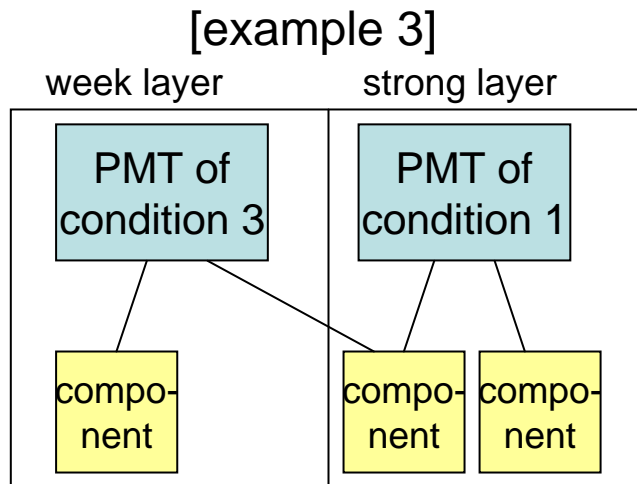 [example 3]
week layer
strong layer
PMT of
condition 3
PMT of
condition 1
compo-
nent
compo-
nent
compo-
nent